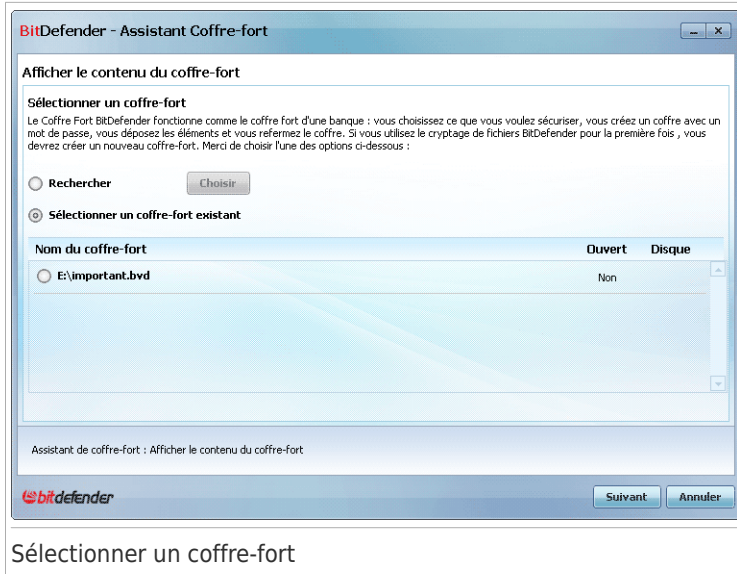 BitDefender - Assistant Coffre-fort
Afficher le contenu du coffre-fort
Sélectionner un coffre-fort
Le Coffre Fort BitDefender fonctionne comme le coffre fort d'une banque : vous choisissez ce que vous voulez sécuriser, vous créez un coffre avec un
mot de passe, vous déposez les éléments et vous refermez le coffre. Si vous utilisez le cryptage de fichiers BitDefender pour la première fois , vous
devrez créer un nouveau coffre-fort. Merci de choisir l'une des options ci-dessous :
Rechercher Choisir
Sélectionner un coffre-fort existant
Nom du coffre-fort Ouvert Disque
E:\important.bvd Non
Assistant de coffre-fort : Afficher le contenu du coffre-fort
bitdefender Suivant Annuler
Sélectionner un coffre-fort